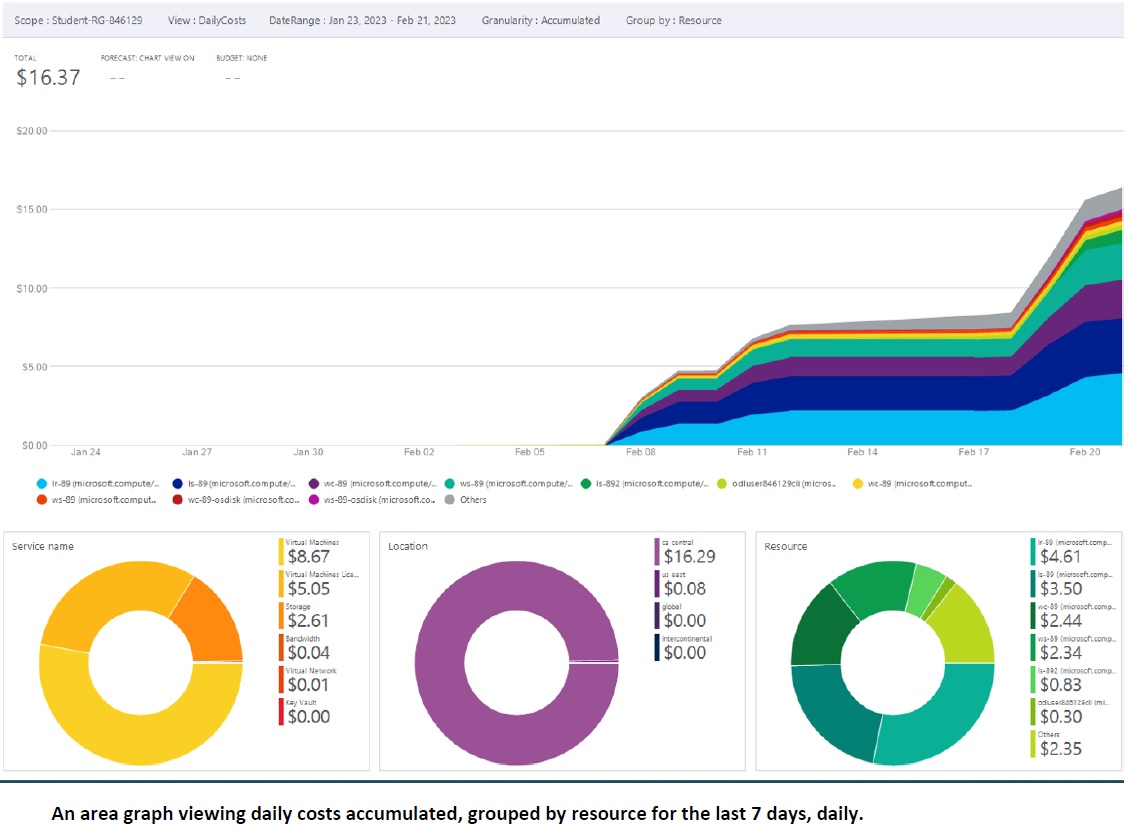 Scope : Student-RG-846129 View : DailyCosts DateRange : Jan 23, 2023 - Feb 21, 2023 Granularity : Accumulated Group by : Resource
TOTAL FORECAST: CHART VIEW ON BUDGET: NONE
$16.37 -- --
$20.00
$15.00
$10.00
$5.00
$0.00
Jan 24 Jan 27 Jan 30 Feb 02 Feb 05 Feb 08 Feb 11 Feb 14 Feb 17 Feb 20
lr-89 (microsoft.compute/... ls-89 (microsoft.compute/... wc-89 (microsoft.compute/... ws-89 (microsoft.compute/... ls-892 (microsoft.compute/... odluser846129cli (micros... wc-89 (microsoft.comput...
ws-89 (microsoft.comput... wc-89-osdisk (microsoft.co... ws-89-osdisk (microsoft.co... Others
Service name
Virtual Machines
$8.67
Virtual Machines Lice...
$5.05
Storage
$2.61
Bandwidth
$0.04
Virtual Network
$0.01
Key Vault
$0.00
Location
ca central
$16.29
us east
$0.08
global
$0.00
intercontinental
$0.00
Resource
lr-89 (microsoft.comp...
$4.61
ls-89 (microsoft.comp...
$3.50
wc-89 (microsoft.comp...
$2.44
ws-89 (microsoft.comp...
$2.34
ls-892 (microsoft.comp...
$0.83
odluser846129cli (mi...
$0.30
Others
$2.35
An area graph viewing daily costs accumulated, grouped by resource for the last 7 days, daily.